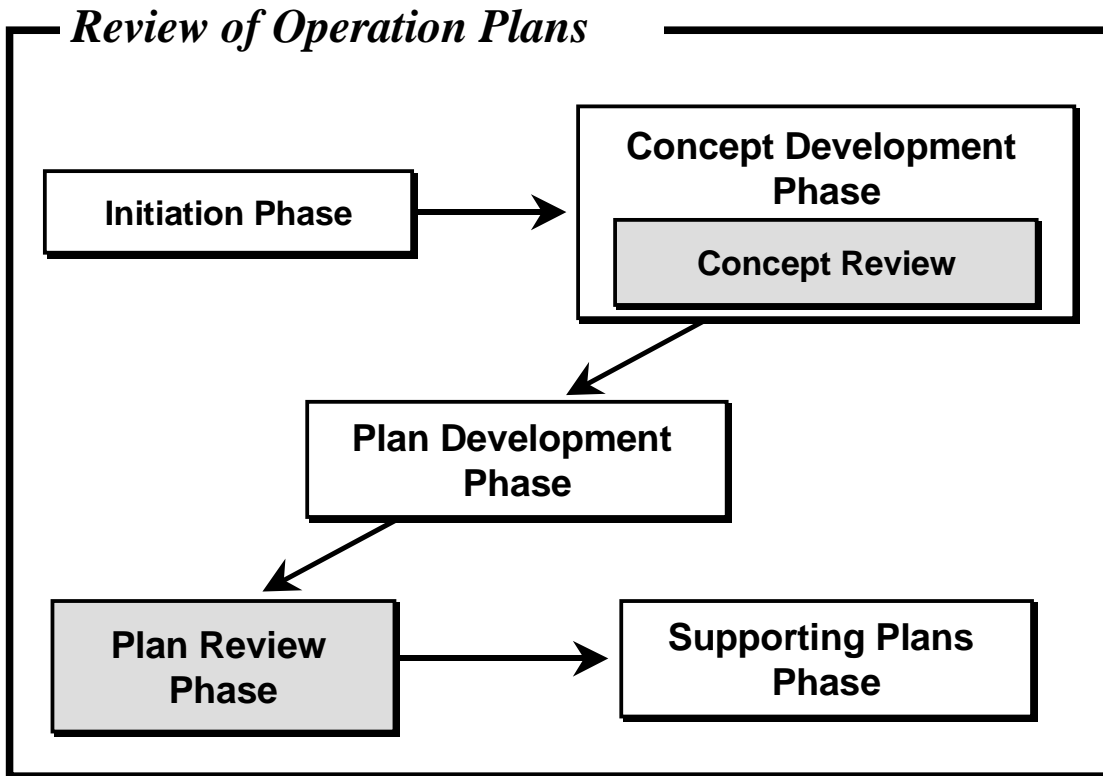 Review of Operation Plans
Initiation Phase
Concept Development
Phase
Concept Review
Plan Development
Phase
Plan Review
Phase
Supporting Plans
Phase